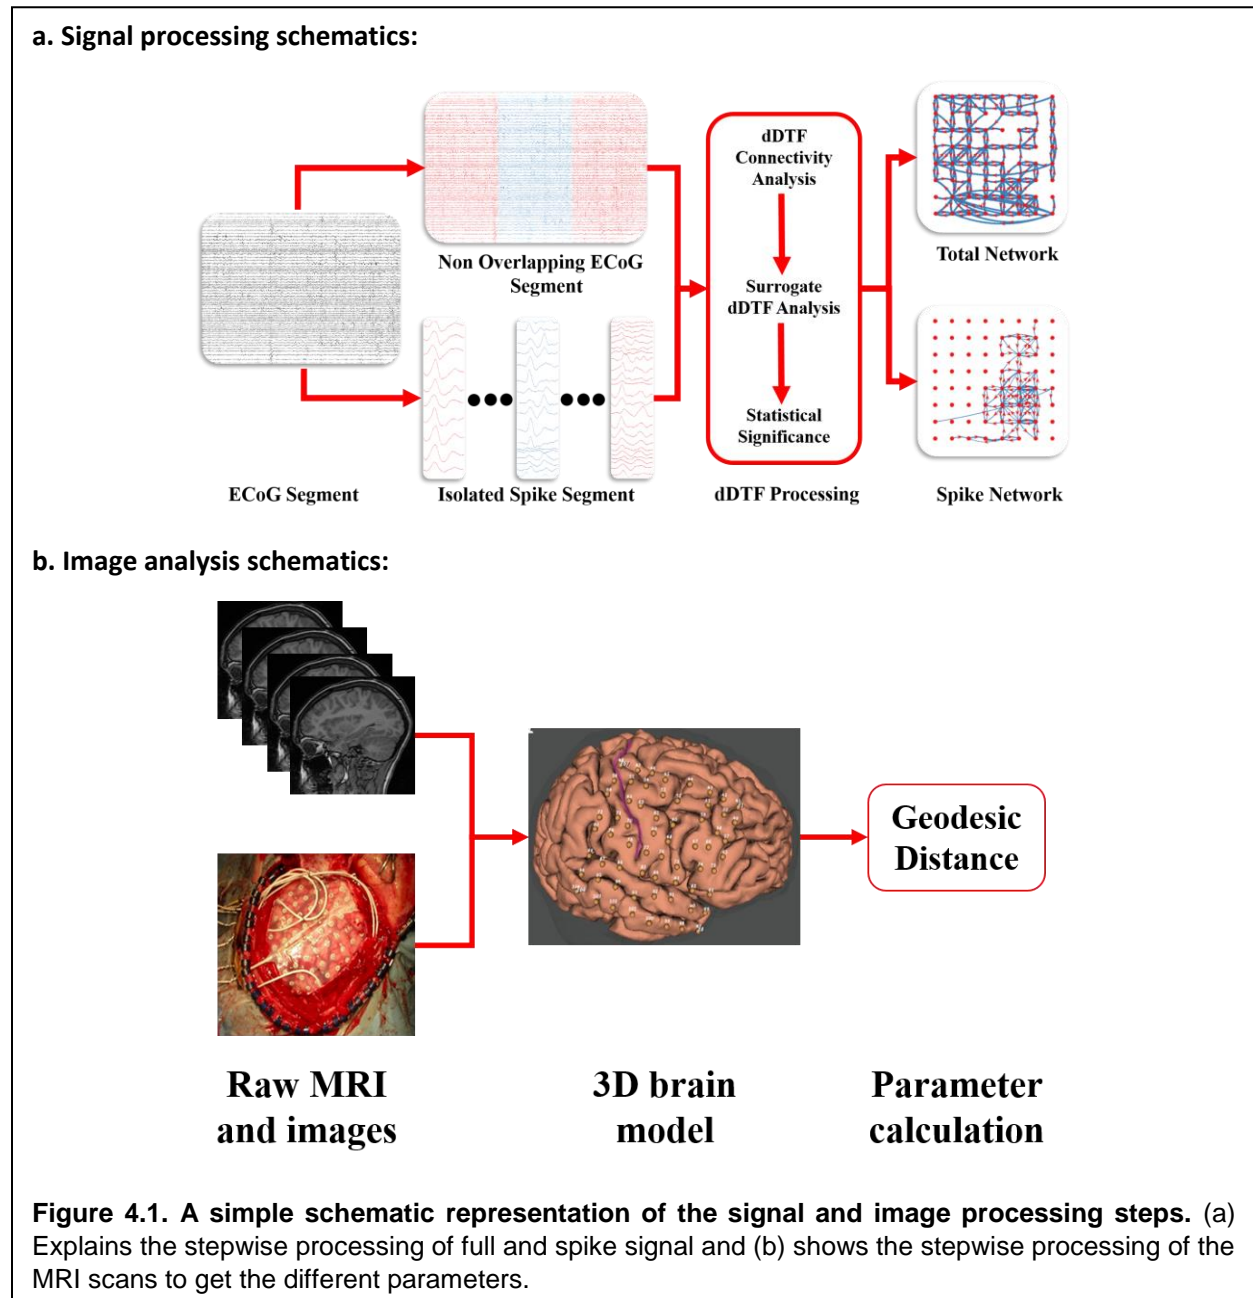 a. Signal processing schematics:
Non Overlapping ECoG
Segment
dDTF
Connectivity
Analysis
Surrogate
dDTF Analysis
Statistical
Significance
Total Network
ECoG Segment
Isolated Spike Segment
dDTF Processing
Spike Network
b. Image analysis schematics:
Geodesic
Distance
Raw MRI
and images
3D brain
model
Parameter
calculation
Figure 4.1. A simple schematic representation of the signal and image processing steps. (a)
Explains the stepwise processing of full and spike signal and (b) shows the stepwise processing of the
MRI scans to get the different parameters.